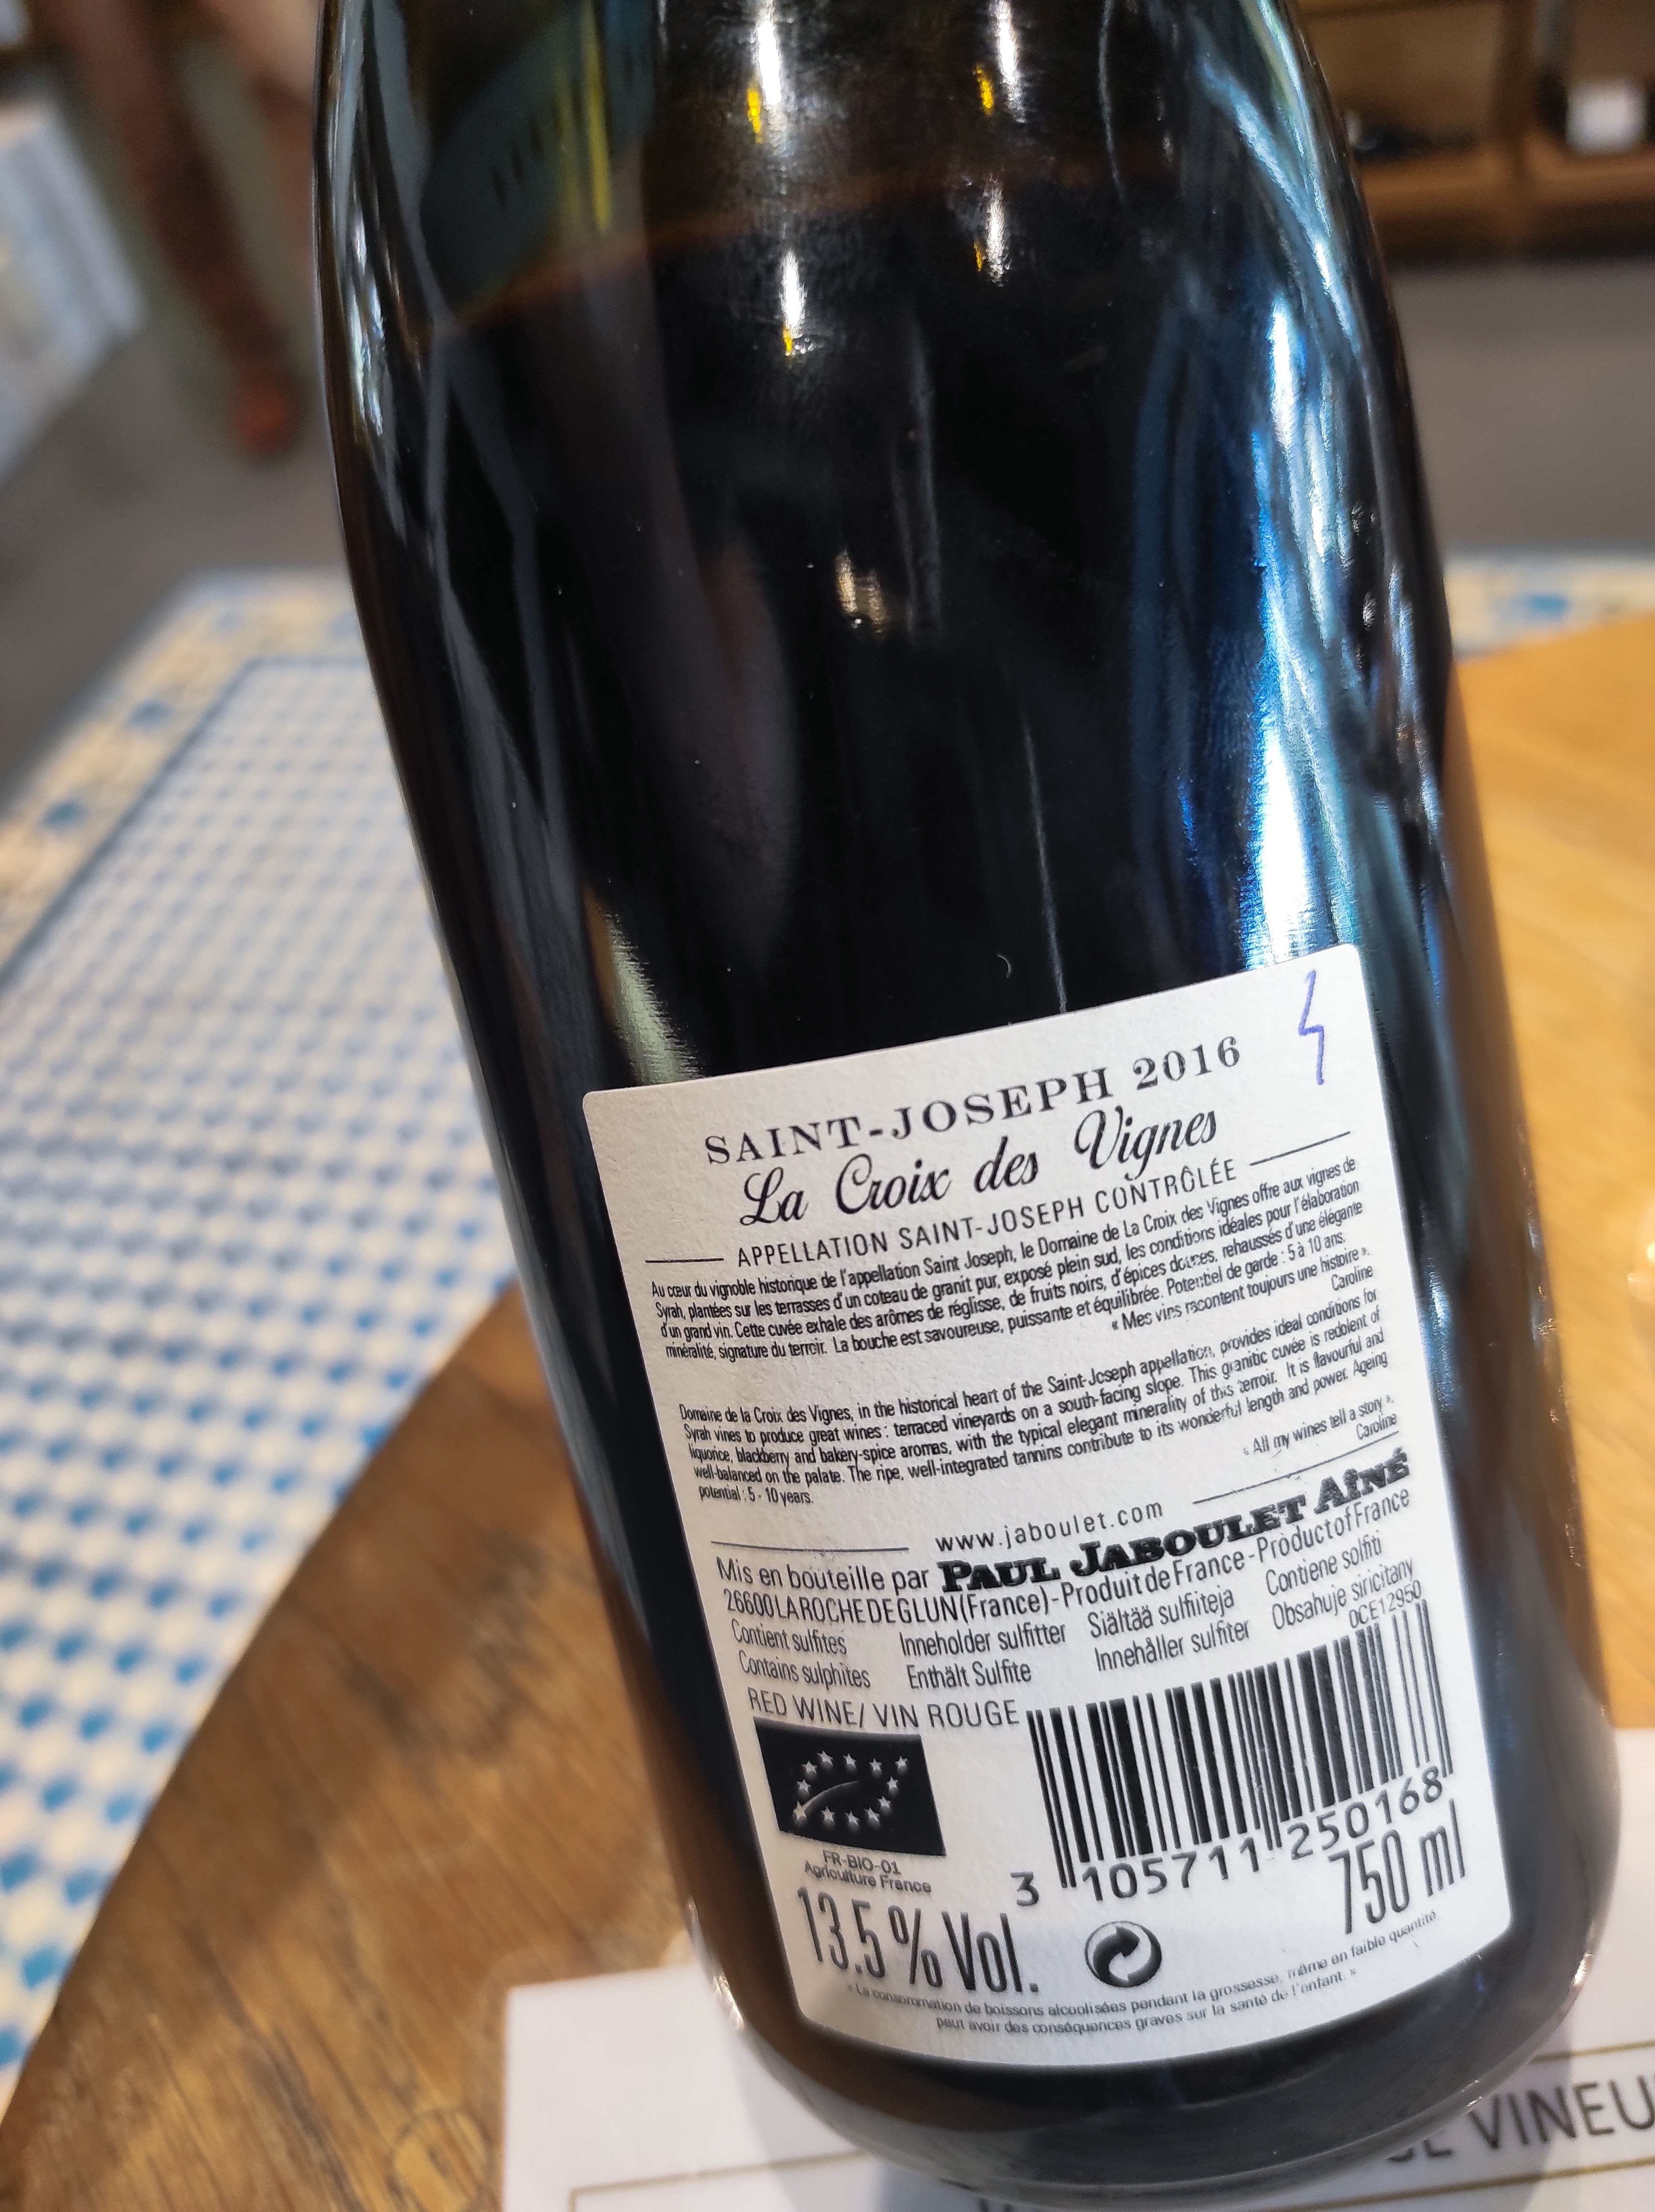 SAINT-JOSEPH 2016
La Croix des Vignes
APPELLATION SAINT-JOSEPH CONTRÔLÉE
Au cœur du vignoble historique de l'appellation Saint Joseph, le Domaine de La Croix des Vignes offre aux vignes de
Syrah, plantées sur les terrasses d'un coteau de granit pur, exposé plein sud, les conditions idéales pour l'élaboration
d'un grand vin. Cette cuvée exhale des arômes de réglisse, de fruits noirs, d'épices douces, rehaussés d'une élégante
minéralité, signature du terroir. La bouche est savoureuse, puissante et équilibrée. Potentiel de garde : 5 à 10 ans.
« Mes vins racontent toujours une histoire ».
Caroline
Domaine de la Croix des Vignes, in the historical heart of the Saint-Joseph appellation, provides ideal conditions for
Syrah vines to produce great wines : terraced vineyards on a south-facing slope. This granitic cuvée is redolent of
liquorice, blackberry and bakery-spice aromas, with the typical elegant minerality of this terroir. It is flavourful and
well-balanced on the palate. The ripe, well-integrated tannins contribute to its wonderful length and power. Ageing
potential : 5 - 10 years.
« All my wines tell a story ».
Caroline
www.jaboulet.com
Mis en bouteille par PAUL JABOULET AÎNÉ
26600 LA ROCHE DE GLUN (France) - Produit de France - Product of France
Contient sulfites Inneholder sulfitter Siältää sulfiiteja Contiene solfiti
Contains sulphites Enthält Sulfite Innehåller sulfiter Obsahuje siricitany
OCE12950
RED WINE/ VIN ROUGE
FR-BIO-01
Agriculture France
3 105711 250168
13.5 % Vol.
750 ml
« La consommation de boissons alcoolisées pendant la grossesse, même en faible quantité,
peut avoir des conséquences graves sur la santé de l'enfant. »
VINEU